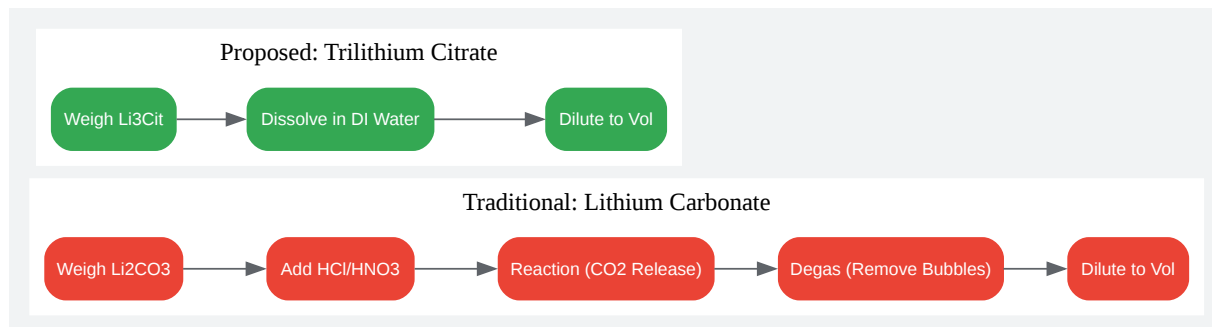 Proposed: Trilithium Citrate
Weigh Li3Cit
Dissolve in DI Water
Dilute to Vol
Traditional: Lithium Carbonate
Weigh Li2CO3
Add HCl/HNO3
Reaction (CO2 Release)
Degas (Remove Bubbles)
Dilute to Vol